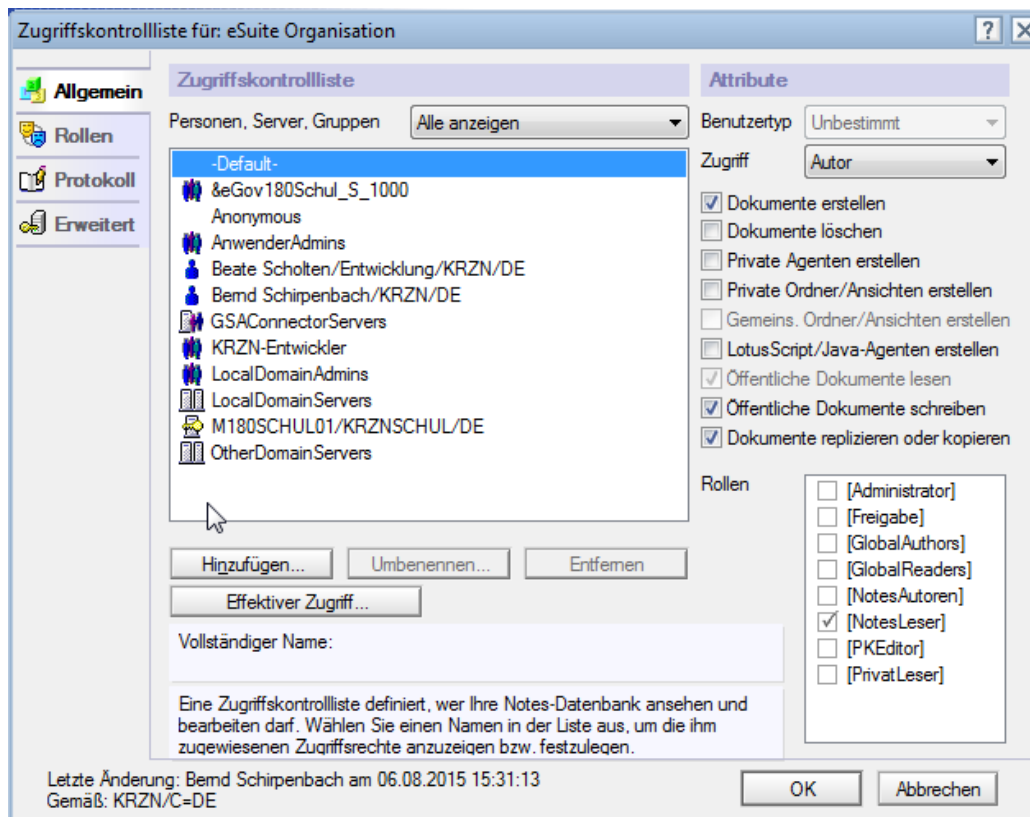 Zugriffskontrollliste für: eSuite Organisation
Allgemein
Rollen
Protokoll
Erweitert
Zugriffskontrollliste
Personen, Server, Gruppen
Alle anzeigen
-Default-
&eGov180Schul_S_1000
Anonymous
AnwenderAdmins
Beate Scholten/Entwicklung/KRZN/DE
Bernd Schirpenbach/KRZN/DE
GSAConnectorServers
KRZN-Entwickler
LocalDomainAdmins
LocalDomainServers
M180SCHUL01/KRZNSCHUL/DE
OtherDomainServers
Hinzufügen...
Umbenennen...
Entfernen
Effektiver Zugriff...
Vollständiger Name:
Eine Zugriffskontrollliste definiert, wer Ihre Notes-Datenbank ansehen und
bearbeiten darf. Wählen Sie einen Namen in der Liste aus, um die ihm
zugewiesenen Zugriffsrechte anzuzeigen bzw. festzulegen.
Attribute
Benutzertyp
Unbestimmt
Zugriff
Autor
Dokumente erstellen
Dokumente löschen
Private Agenten erstellen
Private Ordner/Ansichten erstellen
Gemeins. Ordner/Ansichten erstellen
LotusScript/Java-Agenten erstellen
Öffentliche Dokumente lesen
Öffentliche Dokumente schreiben
Dokumente replizieren oder kopieren
Rollen
[Administrator]
[Freigabe]
[GlobalAuthors]
[GlobalReaders]
[NotesAutoren]
[NotesLeser]
[PKEditor]
[PrivatLeser]
Letzte Änderung: Bernd Schirpenbach am 06.08.2015 15:31:13
Gemäß: KRZN/C=DE
OK
Abbrechen